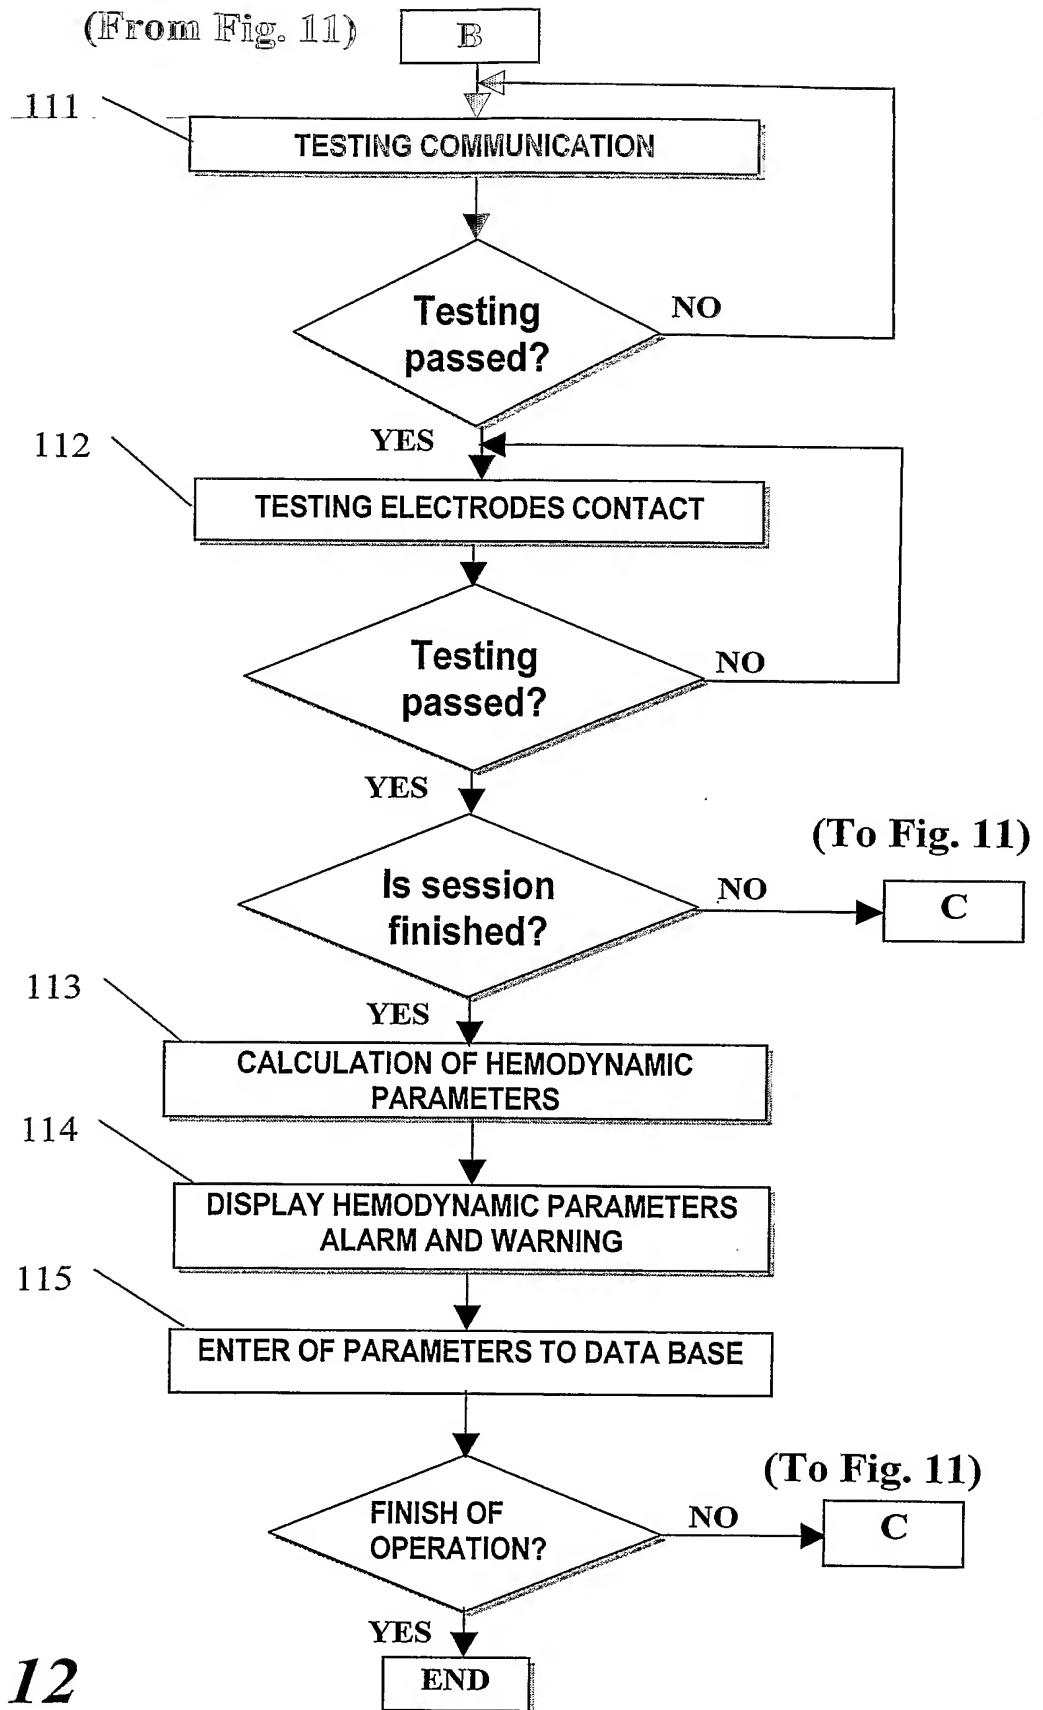 (From Fig. 11)
B
111
TESTING COMMUNICATION
Testing
passed?
NO
YES
112
TESTING ELECTRODES CONTACT
Testing
passed?
NO
YES
(To Fig. 11)
Is session
finished?
NO
C
YES
113
CALCULATION OF HEMODYNAMIC
PARAMETERS
114
DISPLAY HEMODYNAMIC PARAMETERS
ALARM AND WARNING
115
ENTER OF PARAMETERS TO DATA BASE
(To Fig. 11)
FINISH OF
OPERATION?
NO
C
YES
END
12